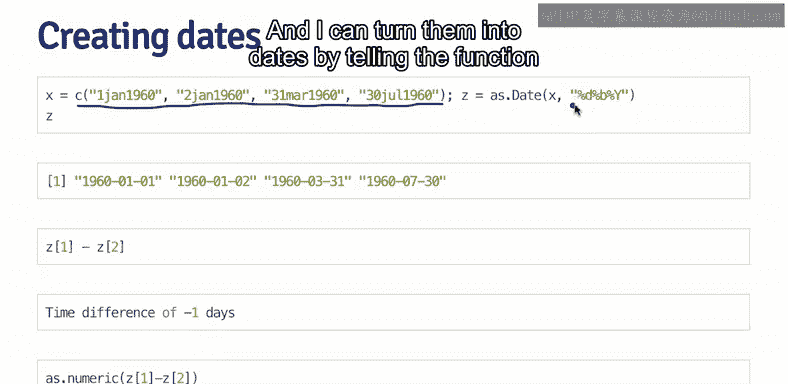 Creating dates
And I can turn them into
dates by telling the function
x = c("1jan1960", "2jan1960", "31mar1960", "30jul1960"); z = as.Date(x, "%d%b%Y")
z
[1] "1960-01-01" "1960-01-02" "1960-03-31" "1960-07-30"
z[1] - z[2]
Time difference of -1 days
as.numeric(z[1]-z[2])